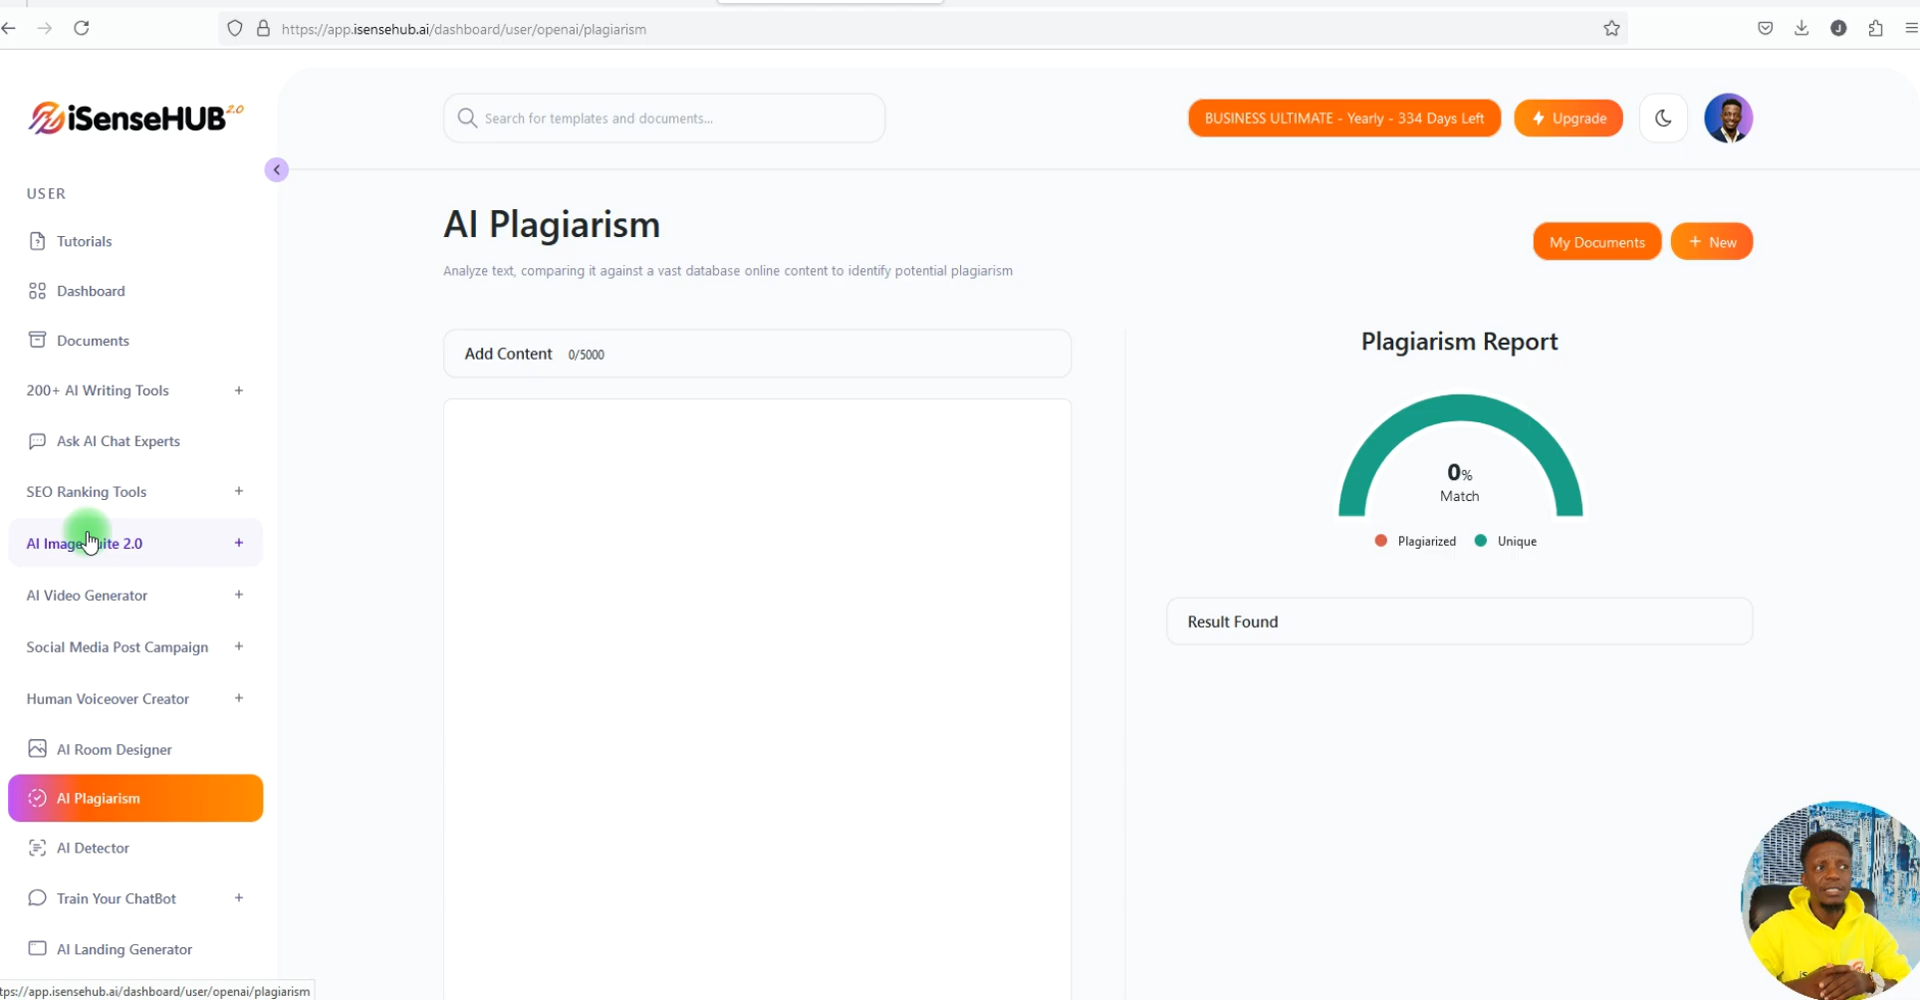 https://app.isensehub.ai/dashboard/user/openai/plagiarism
J
iSenseHUB 2.0
Search for templates and documents...
BUSINESS ULTIMATE - Yearly - 334 Days Left
Upgrade
USER
Tutorials
Dashboard
Documents
200+ AI Writing Tools +
Ask AI Chat Experts
SEO Ranking Tools +
AI Image Suite 2.0 +
AI Video Generator +
Social Media Post Campaign +
Human Voiceover Creator +
AI Room Designer
AI Plagiarism
AI Detector
Train Your ChatBot +
AI Landing Generator
AI Plagiarism
Analyze text, comparing it against a vast database online content to identify potential plagiarism
My Documents
+ New
Add Content 0/5000
Plagiarism Report
0%
Match
Plagiarized Unique
Result Found
tps://app.isensehub.ai/dashboard/user/openai/plagiarism